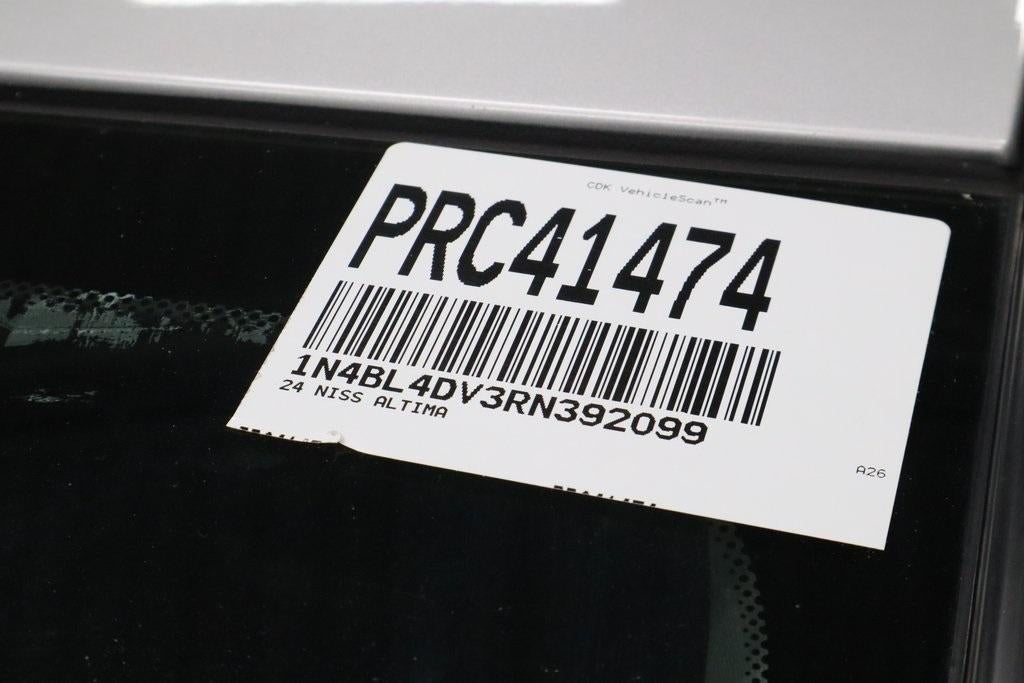 CDK VehicleScan™
PRC41474
1N4BL4DV3RN392099
24 NISS ALTIMA
A26